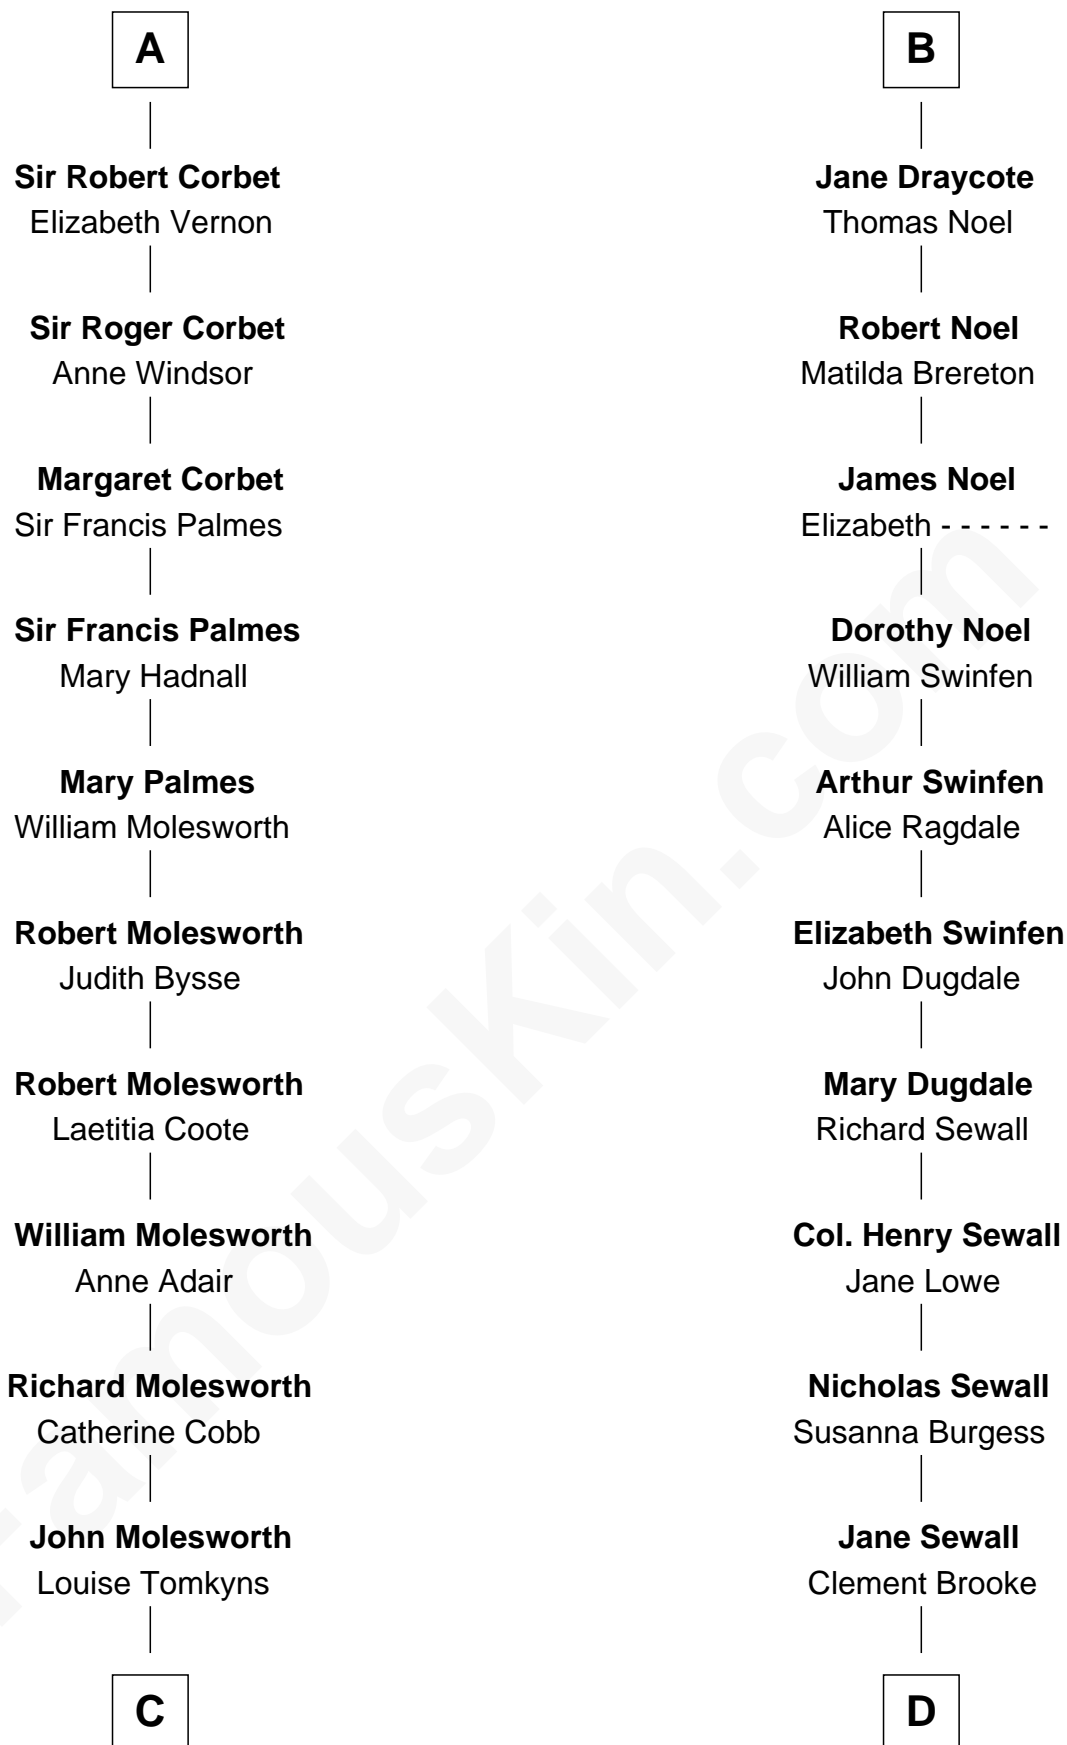 A
Sir Robert Corbet
Elizabeth Vernon
Sir Roger Corbet
Anne Windsor
Margaret Corbet
Sir Francis Palmes
Sir Francis Palmes
Mary Hadnall
Mary Palmes
William Molesworth
Robert Molesworth
Judith Bysse
Robert Molesworth
Laetitia Coote
William Molesworth
Anne Adair
Richard Molesworth
Catherine Cobb
John Molesworth
Louise Tomkyns
C
B
Jane Draycote
Thomas Noel
Robert Noel
Matilda Brereton
James Noel
Elizabeth - - - - - -
Dorothy Noel
William Swinfen
Arthur Swinfen
Alice Ragdale
Elizabeth Swinfen
John Dugdale
Mary Dugdale
Richard Sewall
Col. Henry Sewall
Jane Lowe
Nicholas Sewall
Susanna Burgess
Jane Sewall
Clement Brooke
D
FamousKin.com